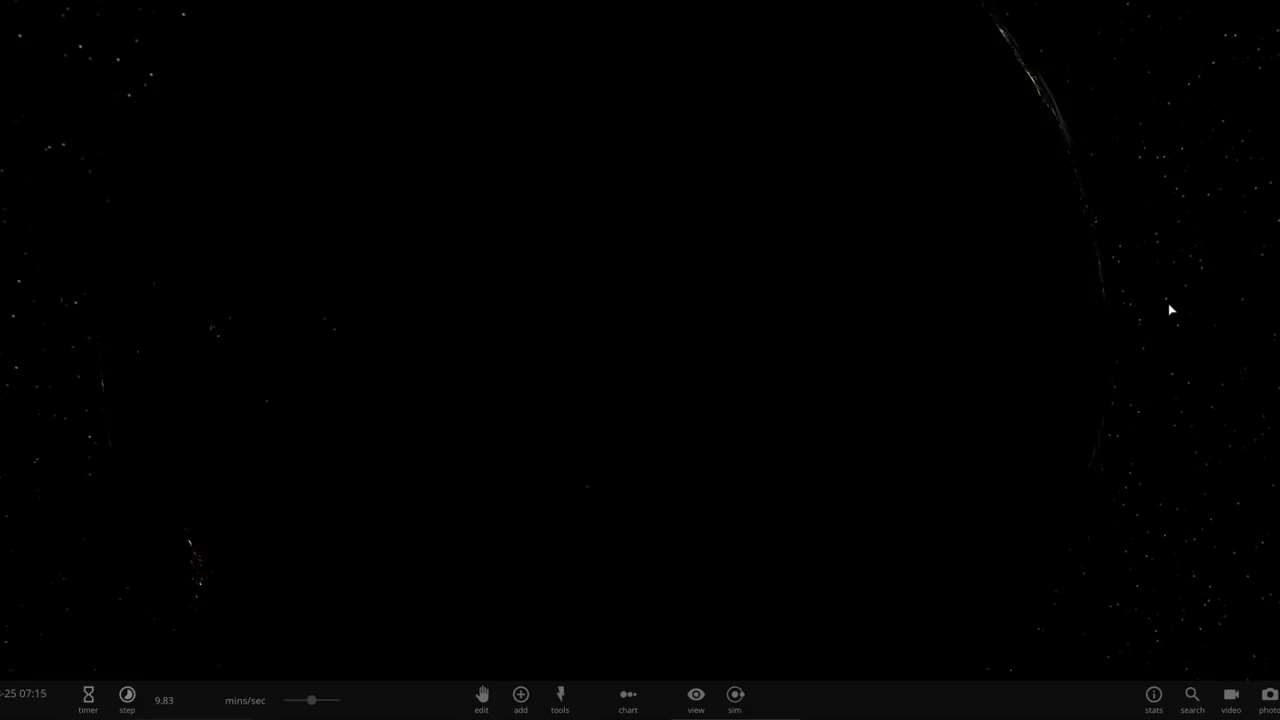 -25 07:15
timer
step
9.83
mins/sec
edit
add
tools
chart
view
sim
stats
search
video
photo